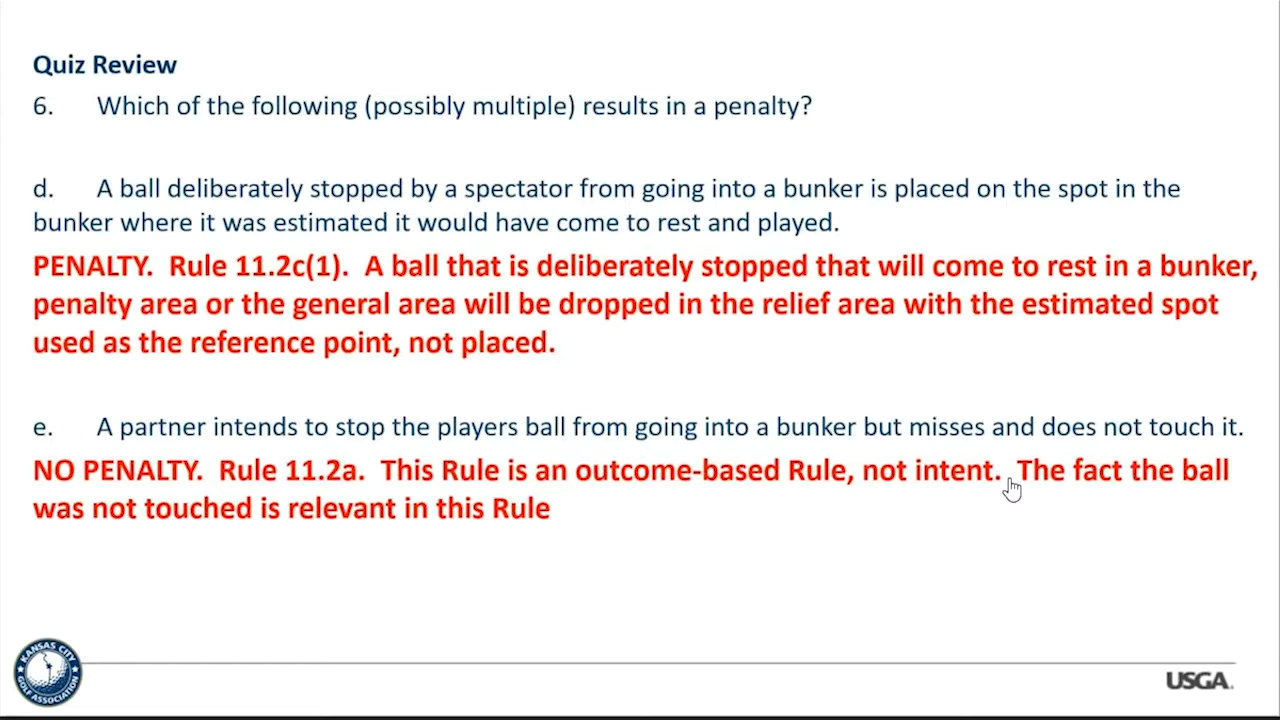 Quiz Review
6. Which of the following (possibly multiple) results in a penalty?
d. A ball deliberately stopped by a spectator from going into a bunker is placed on the spot in the
bunker where it was estimated it would have come to rest and played.
PENALTY. Rule 11.2c(1). A ball that is deliberately stopped that will come to rest in a bunker,
penalty area or the general area will be dropped in the relief area with the estimated spot
used as the reference point, not placed.
e. A partner intends to stop the players ball from going into a bunker but misses and does not touch it.
NO PENALTY. Rule 11.2a. This Rule is an outcome-based Rule, not intent. The fact the ball
was not touched is relevant in this Rule
KANSAS CITY
GOLF ASSOCIATION
USGA.